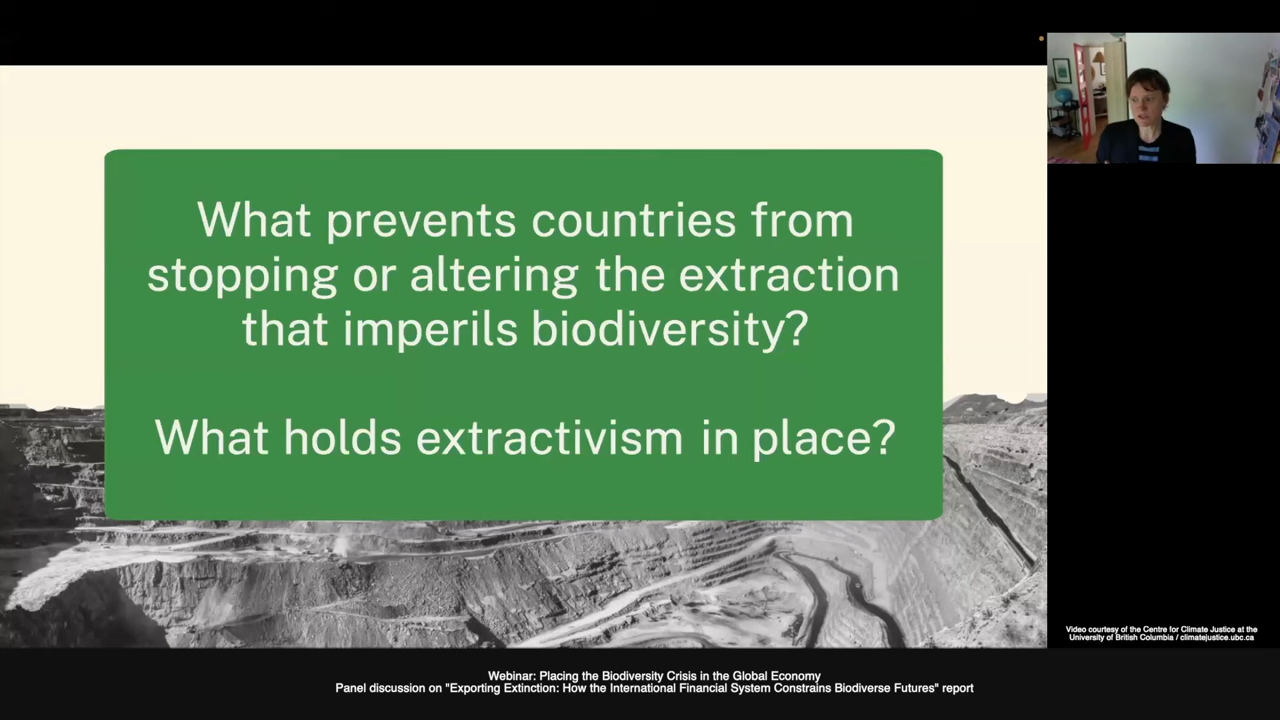 What prevents countries from
stopping or altering the extraction
that imperils biodiversity?
What holds extractivism in place?
Video courtesy of the Centre for Climate Justice at the
University of British Columbia / climatejustice.ubc.ca
Webinar: Placing the Biodiversity Crisis in the Global Economy
Panel discussion on "Exporting Extinction: How the International Financial System Constrains Biodiverse Futures" report